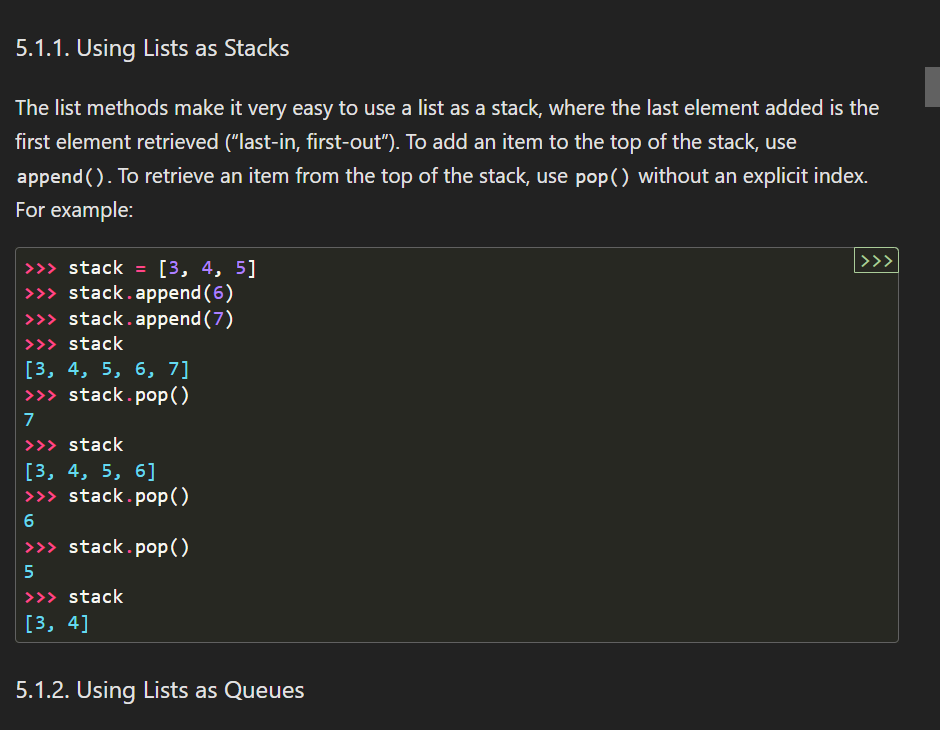 5.1.1. Using Lists as Stacks
The list methods make it very easy to use a list as a stack, where the last element added is the
first element retrieved (“last-in, first-out”). To add an item to the top of the stack, use
append(). To retrieve an item from the top of the stack, use pop() without an explicit index.
For example:
>>>
>>> stack = [3, 4, 5]
>>> stack.append(6)
>>> stack.append(7)
>>> stack
[3, 4, 5, 6, 7]
>>> stack.pop()
7
>>> stack
[3, 4, 5, 6]
>>> stack.pop()
6
>>> stack.pop()
5
>>> stack
[3, 4]
5.1.2. Using Lists as Queues